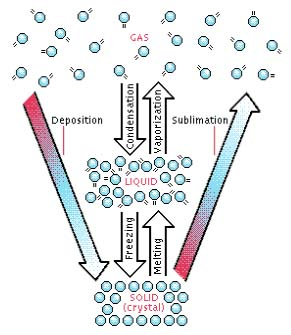 GAS
Deposition
Condensation
Vaporization
Sublimation
LIQUID
Freezing
Melting
SOLID
(crystal)